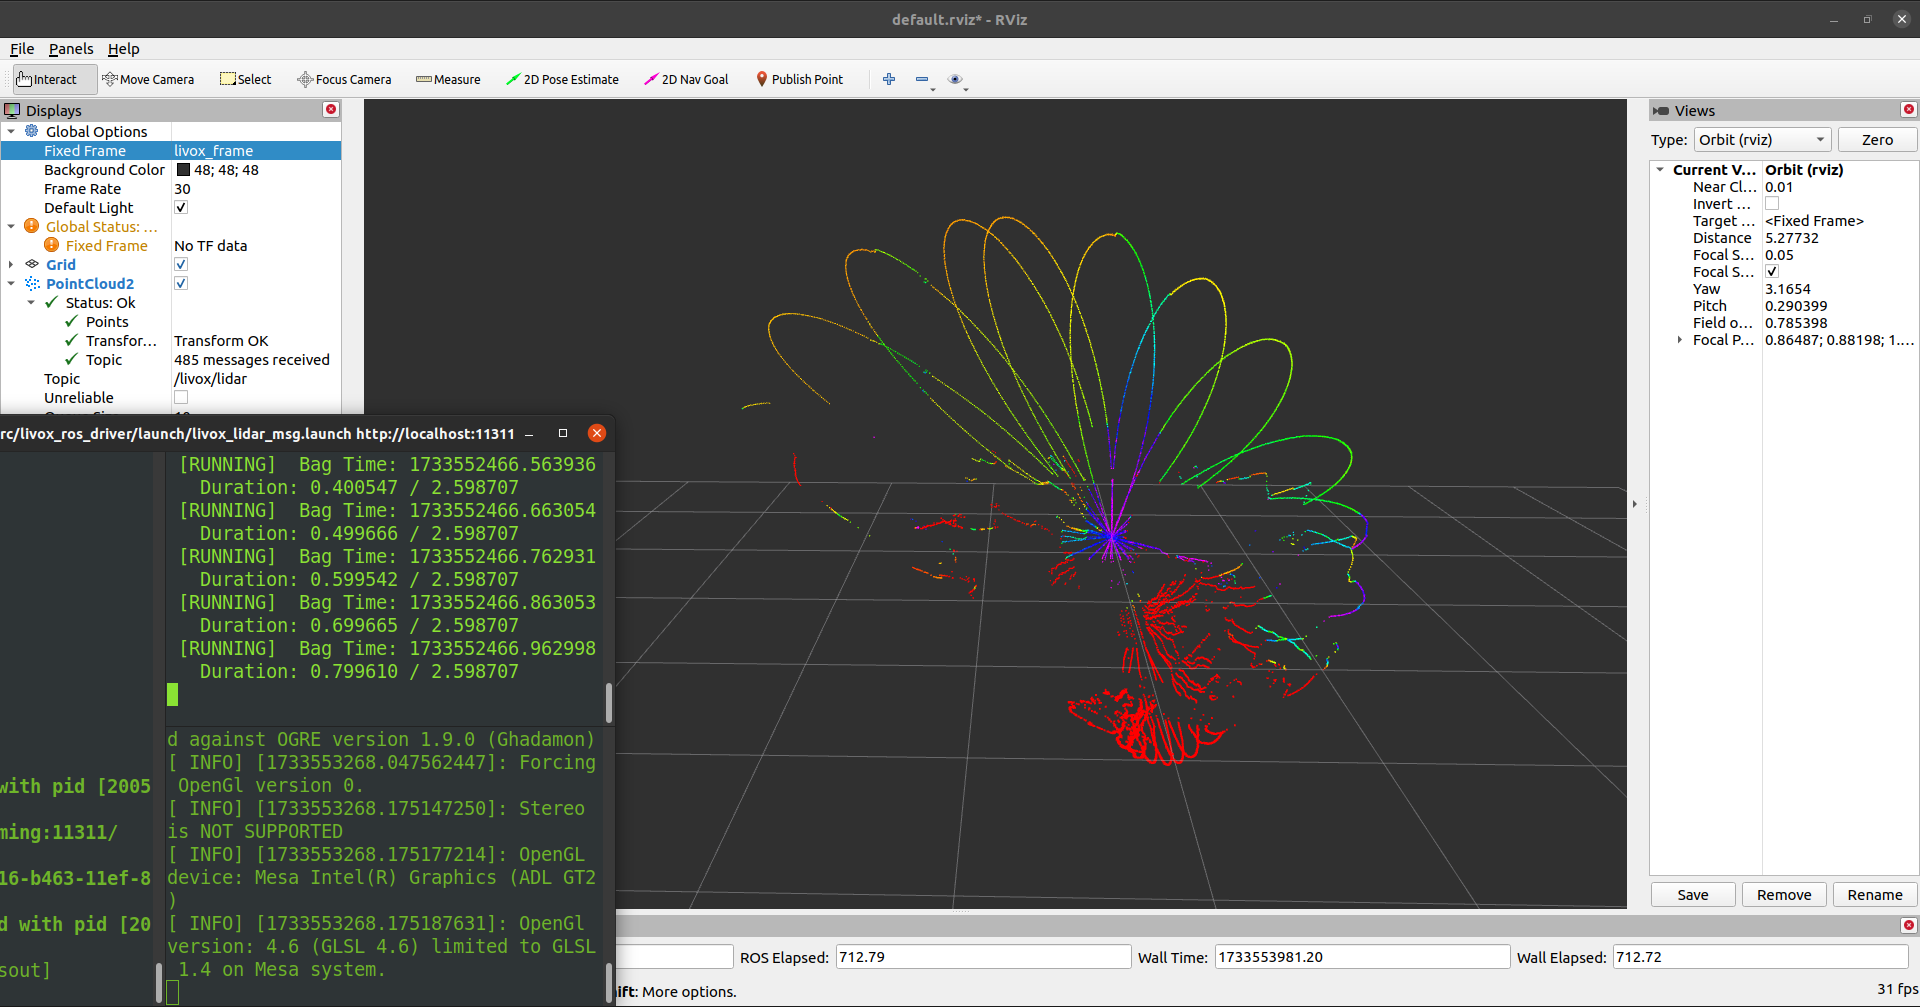 default.rviz* - RViz
File Panels Help
Interact Move Camera Select Focus Camera Measure 2D Pose Estimate 2D Nav Goal Publish Point
Displays
Global Options
Fixed Frame livox_frame
Background Color 48; 48; 48
Frame Rate 30
Default Light
Global Status: ...
Fixed Frame No TF data
Grid
PointCloud2
Status: Ok
Points
Transfor... Transform OK
Topic 485 messages received
Topic /livox/lidar
Unreliable
rc/livox_ros_driver/launch/livox_lidar_msg.launch http://localhost:11311
[RUNNING] Bag Time: 1733552466.563936
Duration: 0.400547 / 2.598707
[RUNNING] Bag Time: 1733552466.663054
Duration: 0.499666 / 2.598707
[RUNNING] Bag Time: 1733552466.762931
Duration: 0.599542 / 2.598707
[RUNNING] Bag Time: 1733552466.863053
Duration: 0.699665 / 2.598707
[RUNNING] Bag Time: 1733552466.962998
Duration: 0.799610 / 2.598707
with pid [2005
ming:11311/
16-b463-11ef-8
d with pid [20
sout]
d against OGRE version 1.9.0 (Ghadamon)
[ INFO] [1733553268.047562447]: Forcing
OpenGl version 0.
[ INFO] [1733553268.175147250]: Stereo
is NOT SUPPORTED
[ INFO] [1733553268.175177214]: OpenGL
device: Mesa Intel(R) Graphics (ADL GT2
)
[ INFO] [1733553268.175187631]: OpenGl
version: 4.6 (GLSL 4.6) limited to GLSL
1.4 on Mesa system.
Views
Type: Orbit (rviz) Zero
Current V... Orbit (rviz)
Near Cl... 0.01
Invert ...
Target ... <Fixed Frame>
Distance 5.27732
Focal S... 0.05
Focal S...
Yaw 3.1654
Pitch 0.290399
Field o... 0.785398
Focal P... 0.86487; 0.88198; 1....
Save Remove Rename
ROS Elapsed: 712.79 Wall Time: 1733553981.20 Wall Elapsed: 712.72
ift: More options.
31 fps